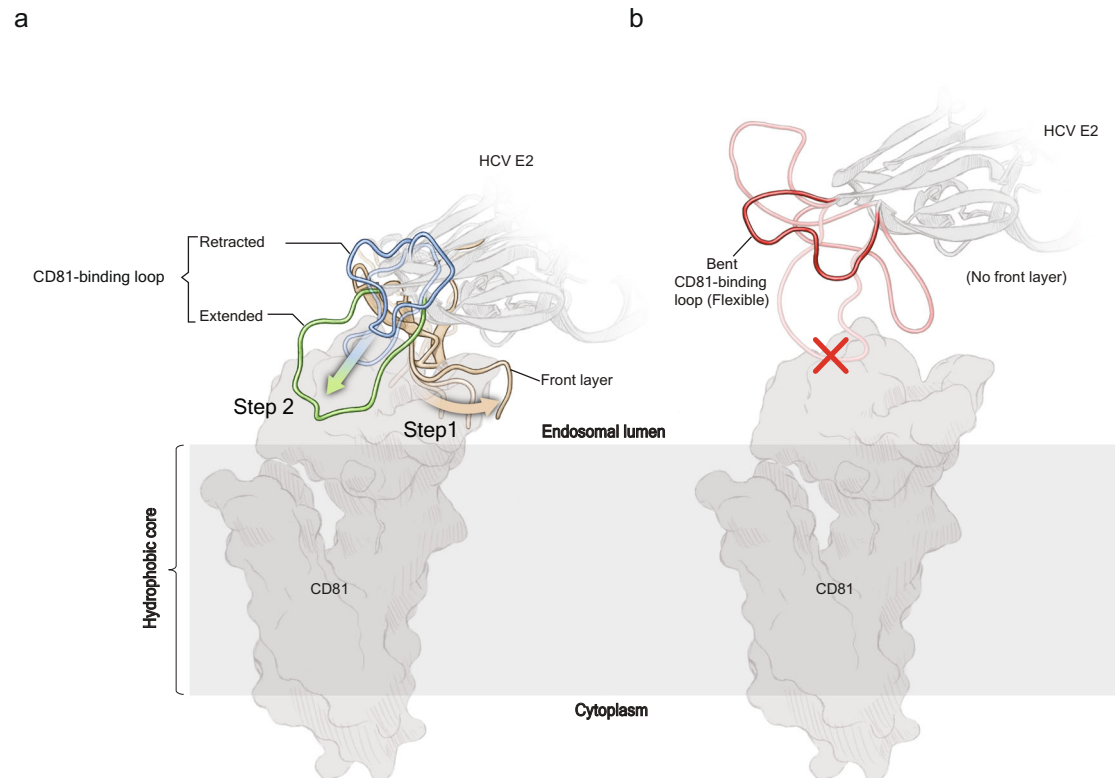 a
HCV E2
Retracted
CD81-binding loop
Extended
Front layer
Step 2
Step1
Endosomal lumen
Hydrophobic core
CD81
Cytoplasm
b
HCV E2
Bent
CD81-binding
loop (Flexible)
(No front layer)
CD81